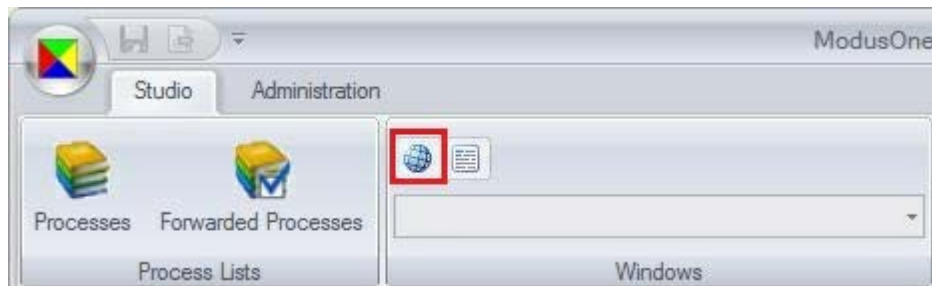 ModusOne
Studio Administration
Processes Forwarded Processes
Process Lists Windows